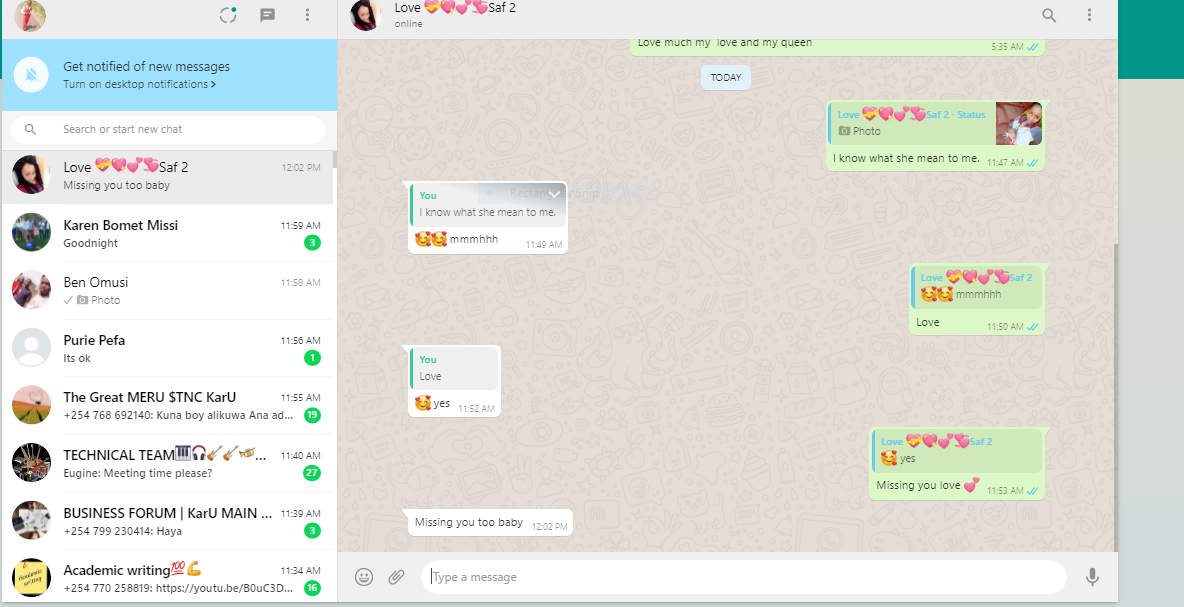 Love 💝💖💕💞Saf 2
online
Get notified of new messages
Turn on desktop notifications >
Search or start new chat
Love 💝💖💕💞Saf 2
12:02 PM
Missing you too baby
Karen Bomet Missi
11:59 AM
Goodnight
3
Ben Omusi
11:58 AM
Photo
Purie Pefa
11:56 AM
Its ok
1
The Great MERU $TNC KarU
11:55 AM
+254 768 692140: Kuna boy alikuwa Ana ad...
19
TECHNICAL TEAM🎹🎧🎸🎸🎺...
11:40 AM
Eugine: Meeting time please?
27
BUSINESS FORUM | KarU MAIN ...
11:39 AM
+254 799 230414: Haya
3
Academic writing💯💪
11:34 AM
+254 770 258819: https://youtu.be/B0uC3D...
16
Love much my love and my queen
5:35 AM
TODAY
Love 💝💖💕💞Saf 2 · Status
Photo
I know what she mean to me.
11:47 AM
You
Rectangular Snip
I know what she mean to me.
🥰🥰 mmmhhh
11:49 AM
Love 💝💖💕💞Saf 2
🥰🥰 mmmhhh
Love
11:50 AM
You
Love
🥰 yes
11:52 AM
Love 💝💖💕💞Saf 2
🥰 yes
Missing you love 💕
11:53 AM
Missing you too baby
12:02 PM
Type a message